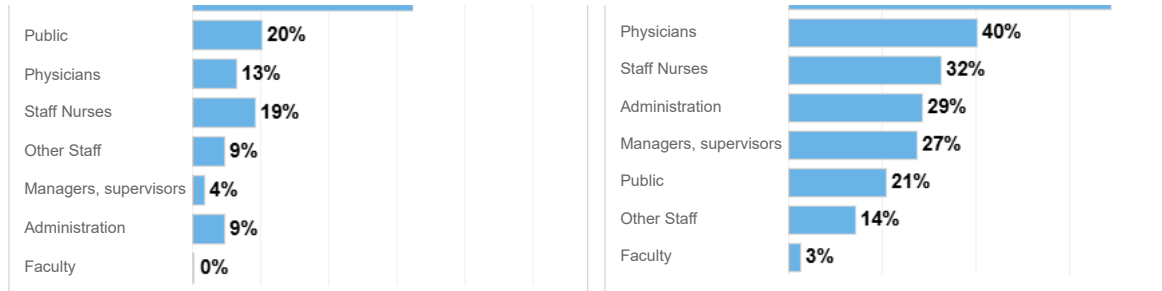 Public 20%
Physicians 13%
Staff Nurses 19%
Other Staff 9%
Managers, supervisors 4%
Administration 9%
Faculty 0%
Physicians 40%
Staff Nurses 32%
Administration 29%
Managers, supervisors 27%
Public 21%
Other Staff 14%
Faculty 3%